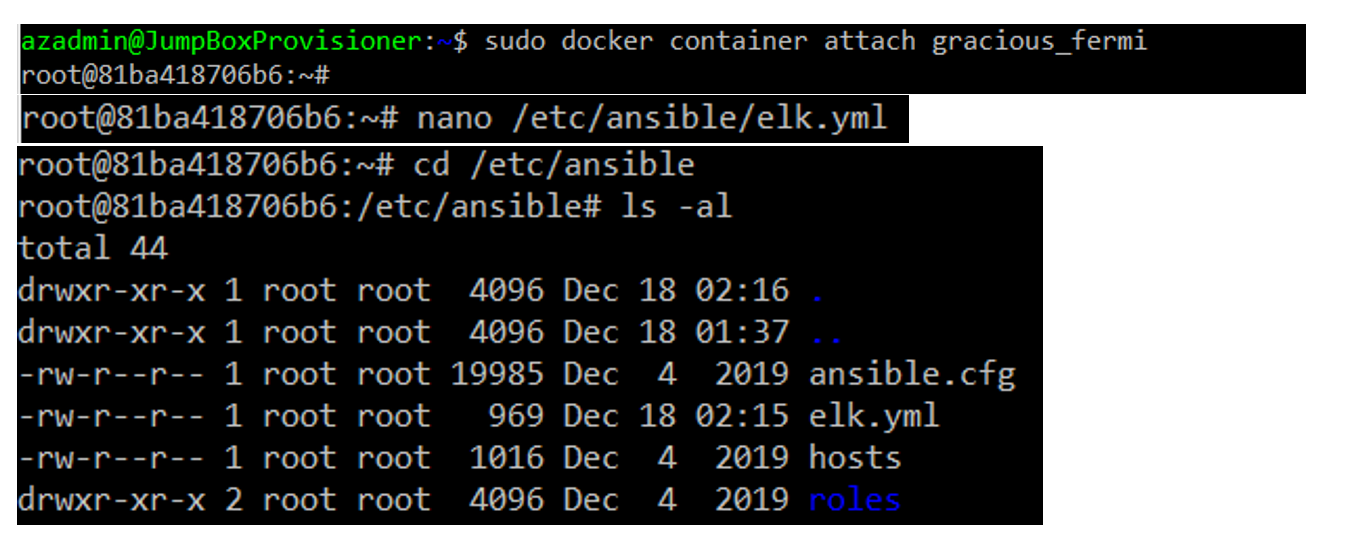 azadmin@JumpBoxProvisioner:~$ sudo docker container attach gracious_fermi
root@81ba418706b6:~#
root@81ba418706b6:~# nano /etc/ansible/elk.yml
root@81ba418706b6:~# cd /etc/ansible
root@81ba418706b6:/etc/ansible# ls -al
total 44
drwxr-xr-x 1 root root  4096 Dec 18 02:16 .
drwxr-xr-x 1 root root  4096 Dec 18 01:37 ..
-rw-r--r-- 1 root root 19985 Dec  4  2019 ansible.cfg
-rw-r--r-- 1 root root   969 Dec 18 02:15 elk.yml
-rw-r--r-- 1 root root  1016 Dec  4  2019 hosts
drwxr-xr-x 2 root root  4096 Dec  4  2019 roles